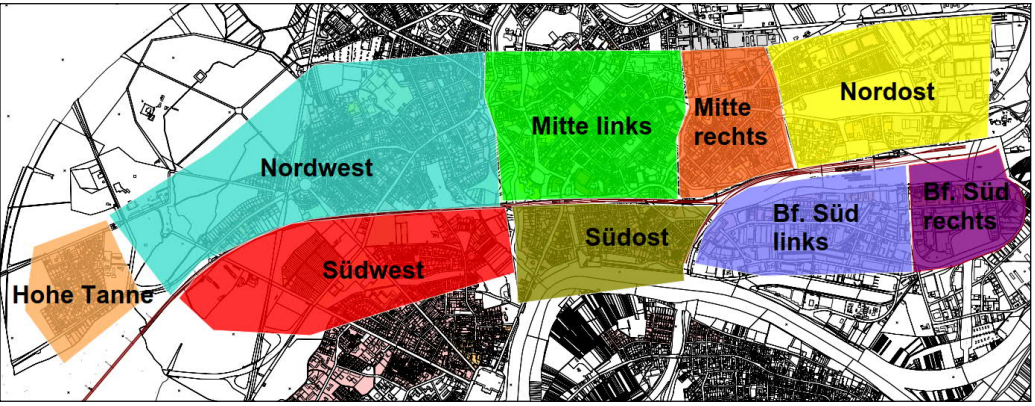 Nordost
Mitte links
Mitte
rechts
Nordwest
Bf. Süd
links
Bf. Süd
rechts
Südost
Südwest
Hohe Tanne